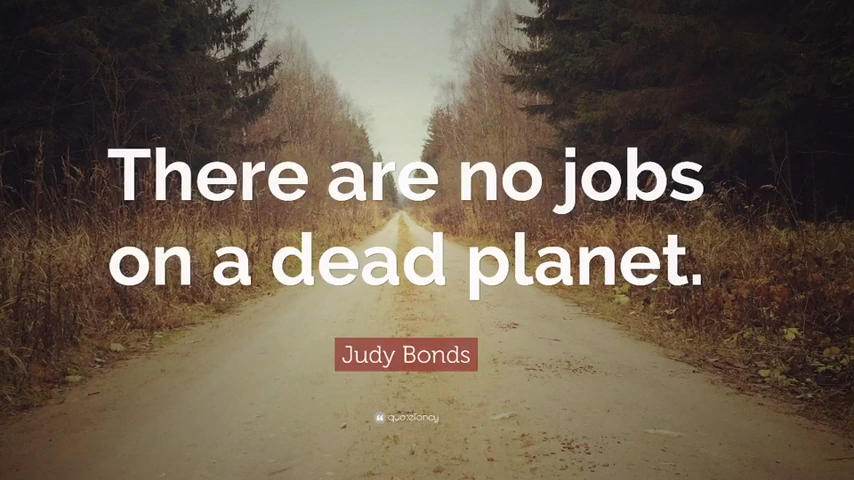 There are no jobs
on a dead planet.
Judy Bonds
quotefancy